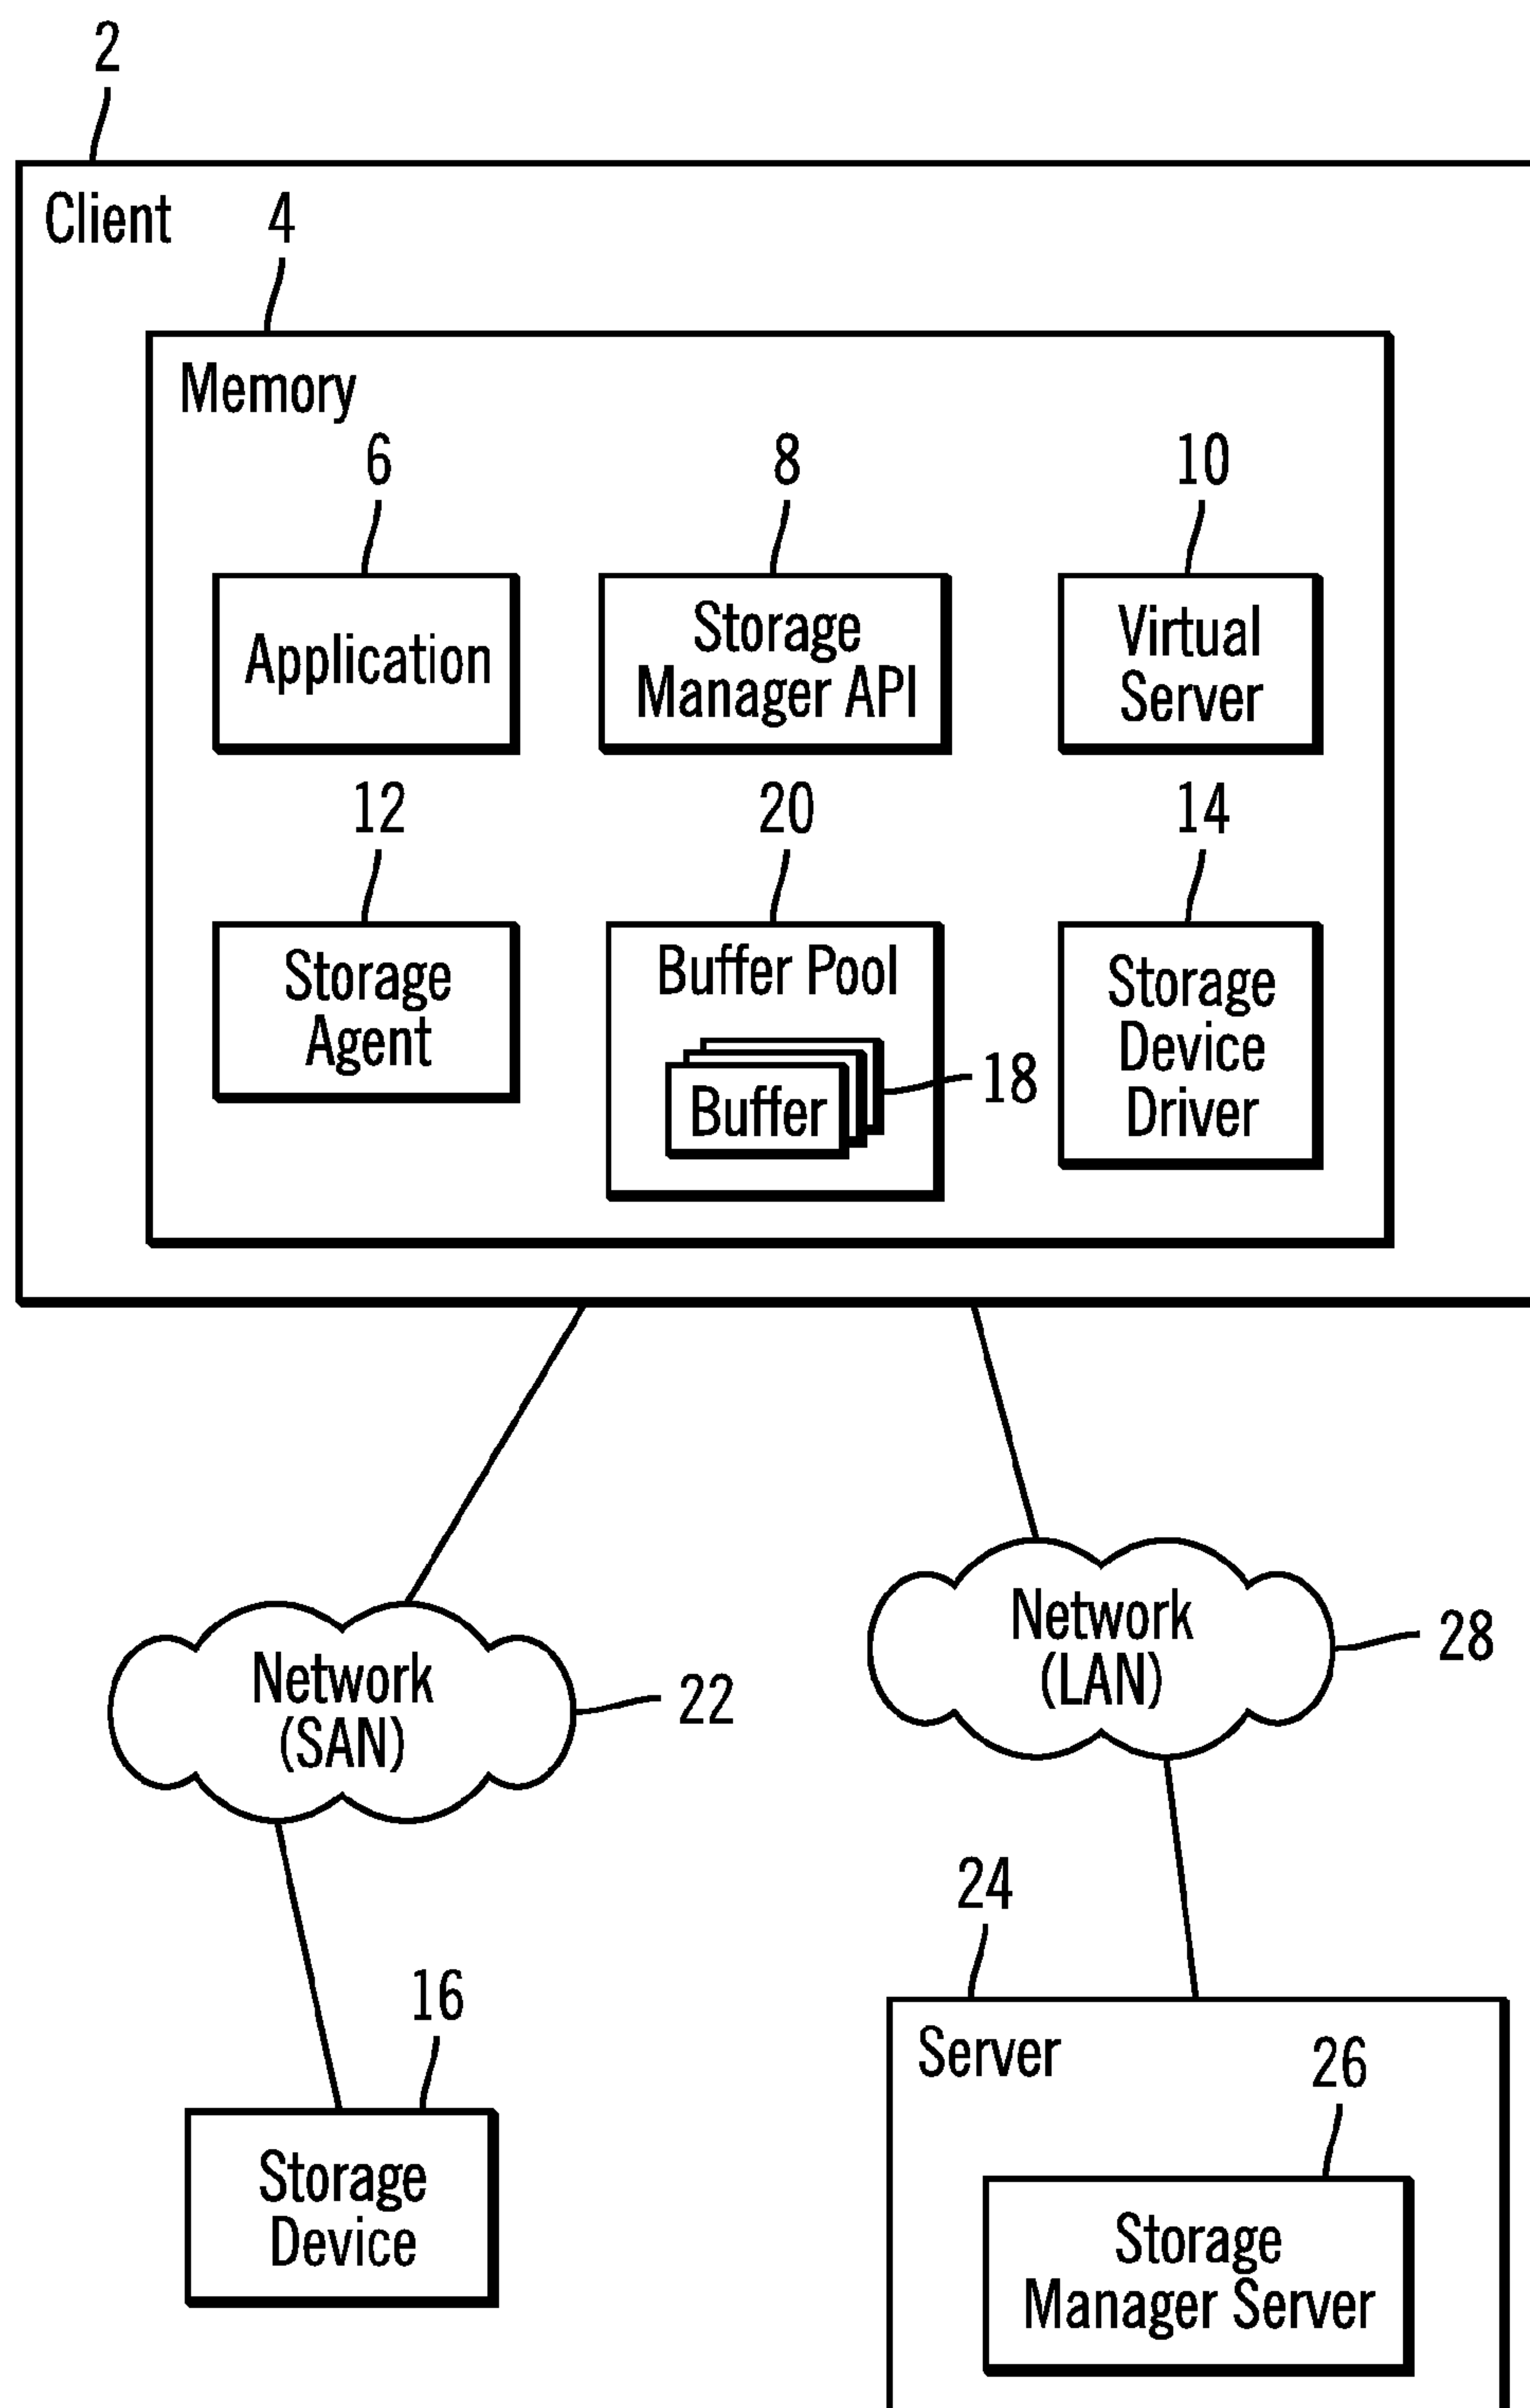 2
Client
4
Memory
6
8
10
Application
Storage
Manager API
Virtual
Server
12
20
14
Storage
Agent
Buffer Pool
Buffer
18
Storage
Device
Driver
Network
(SAN)
22
Network
(LAN)
28
16
Storage
Device
24
Server
26
Storage
Manager Server